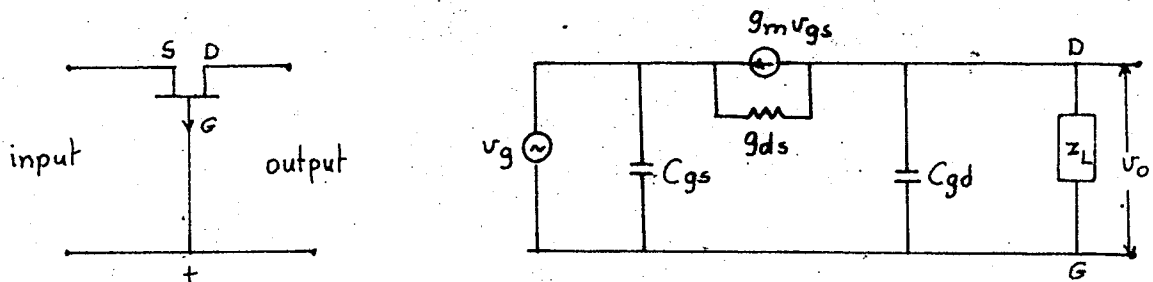 S D
G
input
output
+
g_m v_gs
g_ds
v_g
C_gs
C_gd
D
z_L
v_o
G